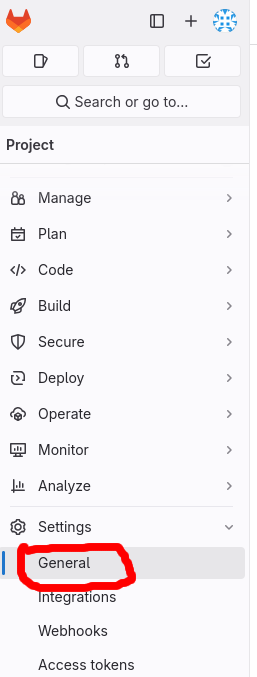 Search or go to...
Project
Manage
Plan
Code
Build
Secure
Deploy
Operate
Monitor
Analyze
Settings
General
Integrations
Webhooks
Access tokens